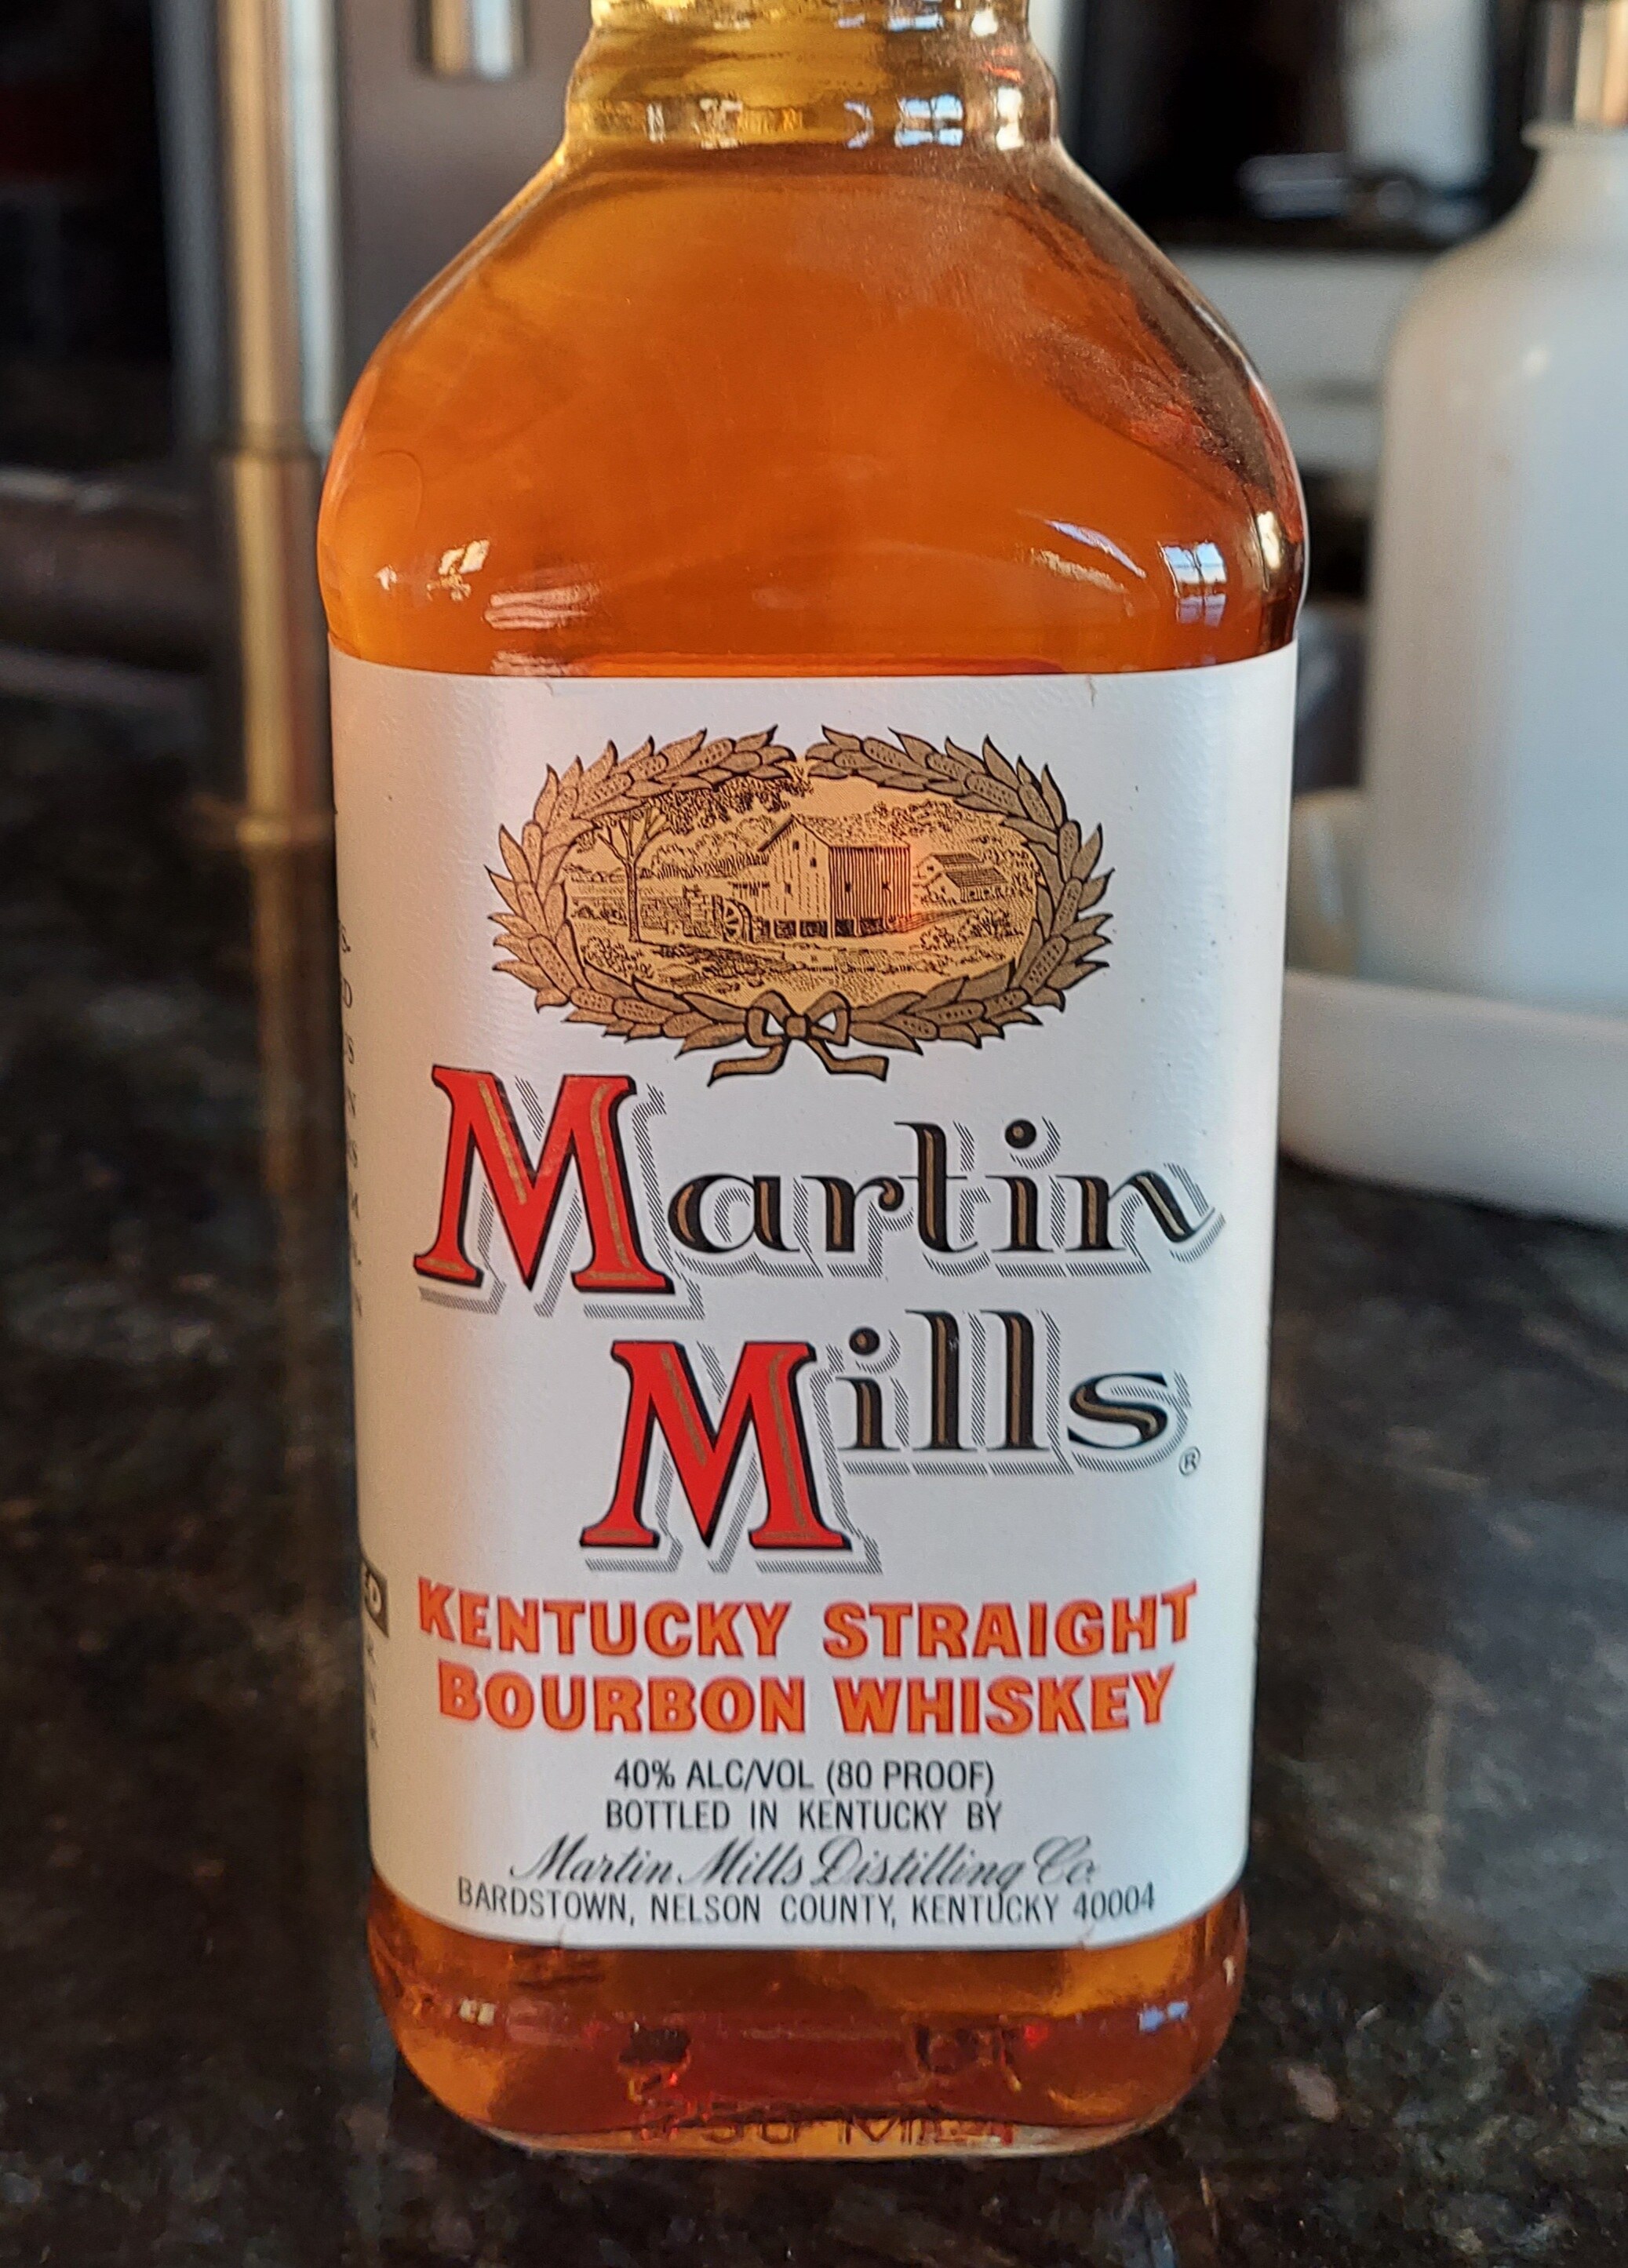 Martin
Mills®
KENTUCKY STRAIGHT
BOURBON WHISKEY
40% ALC/VOL (80 PROOF)
BOTTLED IN KENTUCKY BY
Martin Mills Distilling Co.
BARDSTOWN, NELSON COUNTY, KENTUCKY 40004